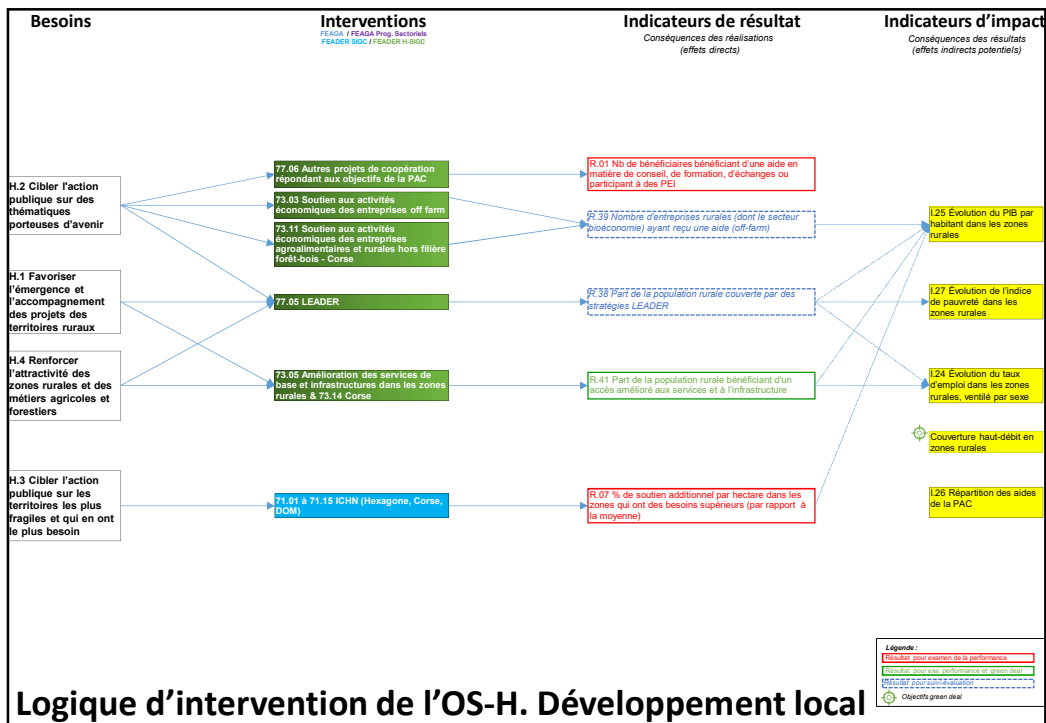 Besoins
Interventions
FEAGA / FEAGA Prog. Sectoriels
FEADER SIGC / FEADER H-SIGC
Indicateurs de résultat
Conséquences des réalisations
(effets directs)
Indicateurs d'impact
Conséquences des résultats
(effets indirects potentiels)
H.2 Cibler l'action
publique sur des
thématiques
porteuses d'avenir
H.1 Favoriser
l'émergence et
l'accompagnement
des projets des
territoires ruraux
H.4 Renforcer
l'attractivité des
zones rurales et des
métiers agricoles et
forestiers
H.3 Cibler l'action
publique sur les
territoires les plus
fragiles et qui en ont
le plus besoin
77.06 Autres projets de coopération
répondant aux objectifs de la PAC
73.03 Soutien aux activités
économiques des entreprises off farm
73.11 Soutien aux activités
économiques des entreprises
agroalimentaires et rurales hors filière
forêt-bois - Corse
77.05 LEADER
73.05 Amélioration des services de
base et infrastructures dans les zones
rurales & 73.14 Corse
71.01 à 71.15 ICHN (Hexagone, Corse,
DOM)
R.01 Nb de bénéficiaires bénéficiant d'une aide en
matière de conseil, de formation, d'échanges ou
participant à des PEI
R.39 Nombre d'entreprises rurales (dont le secteur
bioéconomie) ayant reçu une aide (off-farm)
R.38 Part de la population rurale couverte par des
stratégies LEADER
R.41 Part de la population rurale bénéficiant d'un
accès amélioré aux services et à l'infrastructure
R.07 % de soutien additionnel par hectare dans les
zones qui ont des besoins supérieurs (par rapport à
la moyenne)
I.25 Évolution du PIB par
habitant dans les zones
rurales
I.27 Évolution de l'indice
de pauvreté dans les
zones rurales
I.24 Évolution du taux
d'emploi dans les zones
rurales, ventilé par sexe
Couverture haut-débit en
zones rurales
I.26 Répartition des aides
de la PAC
Légende :
Résultat pour examen de la performance
Résultat pour exa. performance et green deal
Résultat pour suivi-évaluation
Objectifs green deal
Logique d'intervention de l'OS-H. Développement local